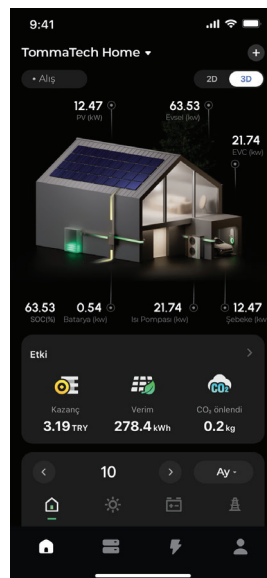 9:41
TommaTech Home
• Alış
2D 3D
12.47 63.53
PV (kW) Evsel (kw)
21.74
EVC (kw)
63.53 0.54 21.74 12.47
SOC(%) Batarya (kw) Isı Pompası (kw) Şebeke (kw
Etki
CO₂
Kazanç Verim CO₂ önlendi
3.19 TRY 278.4 kWh 0.2 kg
10 Ay -